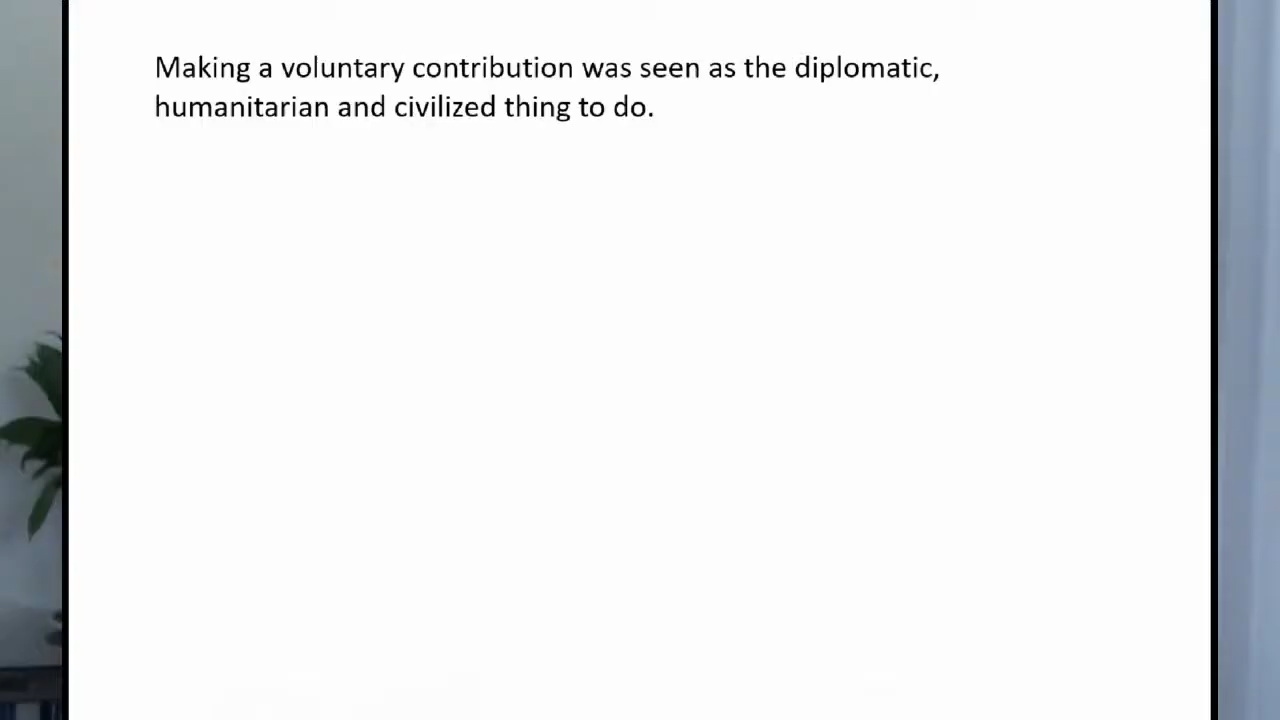 Making a voluntary contribution was seen as the diplomatic,
humanitarian and civilized thing to do.